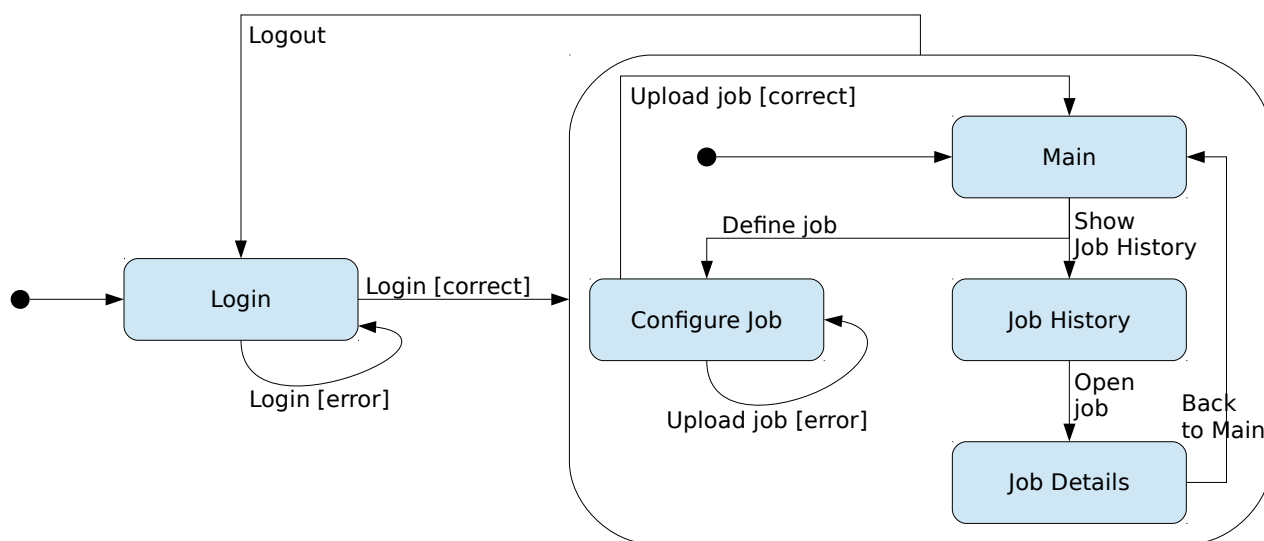 Logout
Upload job [correct]
Main
Define job
Show
Job History
Login
Login [correct]
Login [error]
Configure Job
Job History
Upload job [error]
Open
job
Back
to Main
Job Details